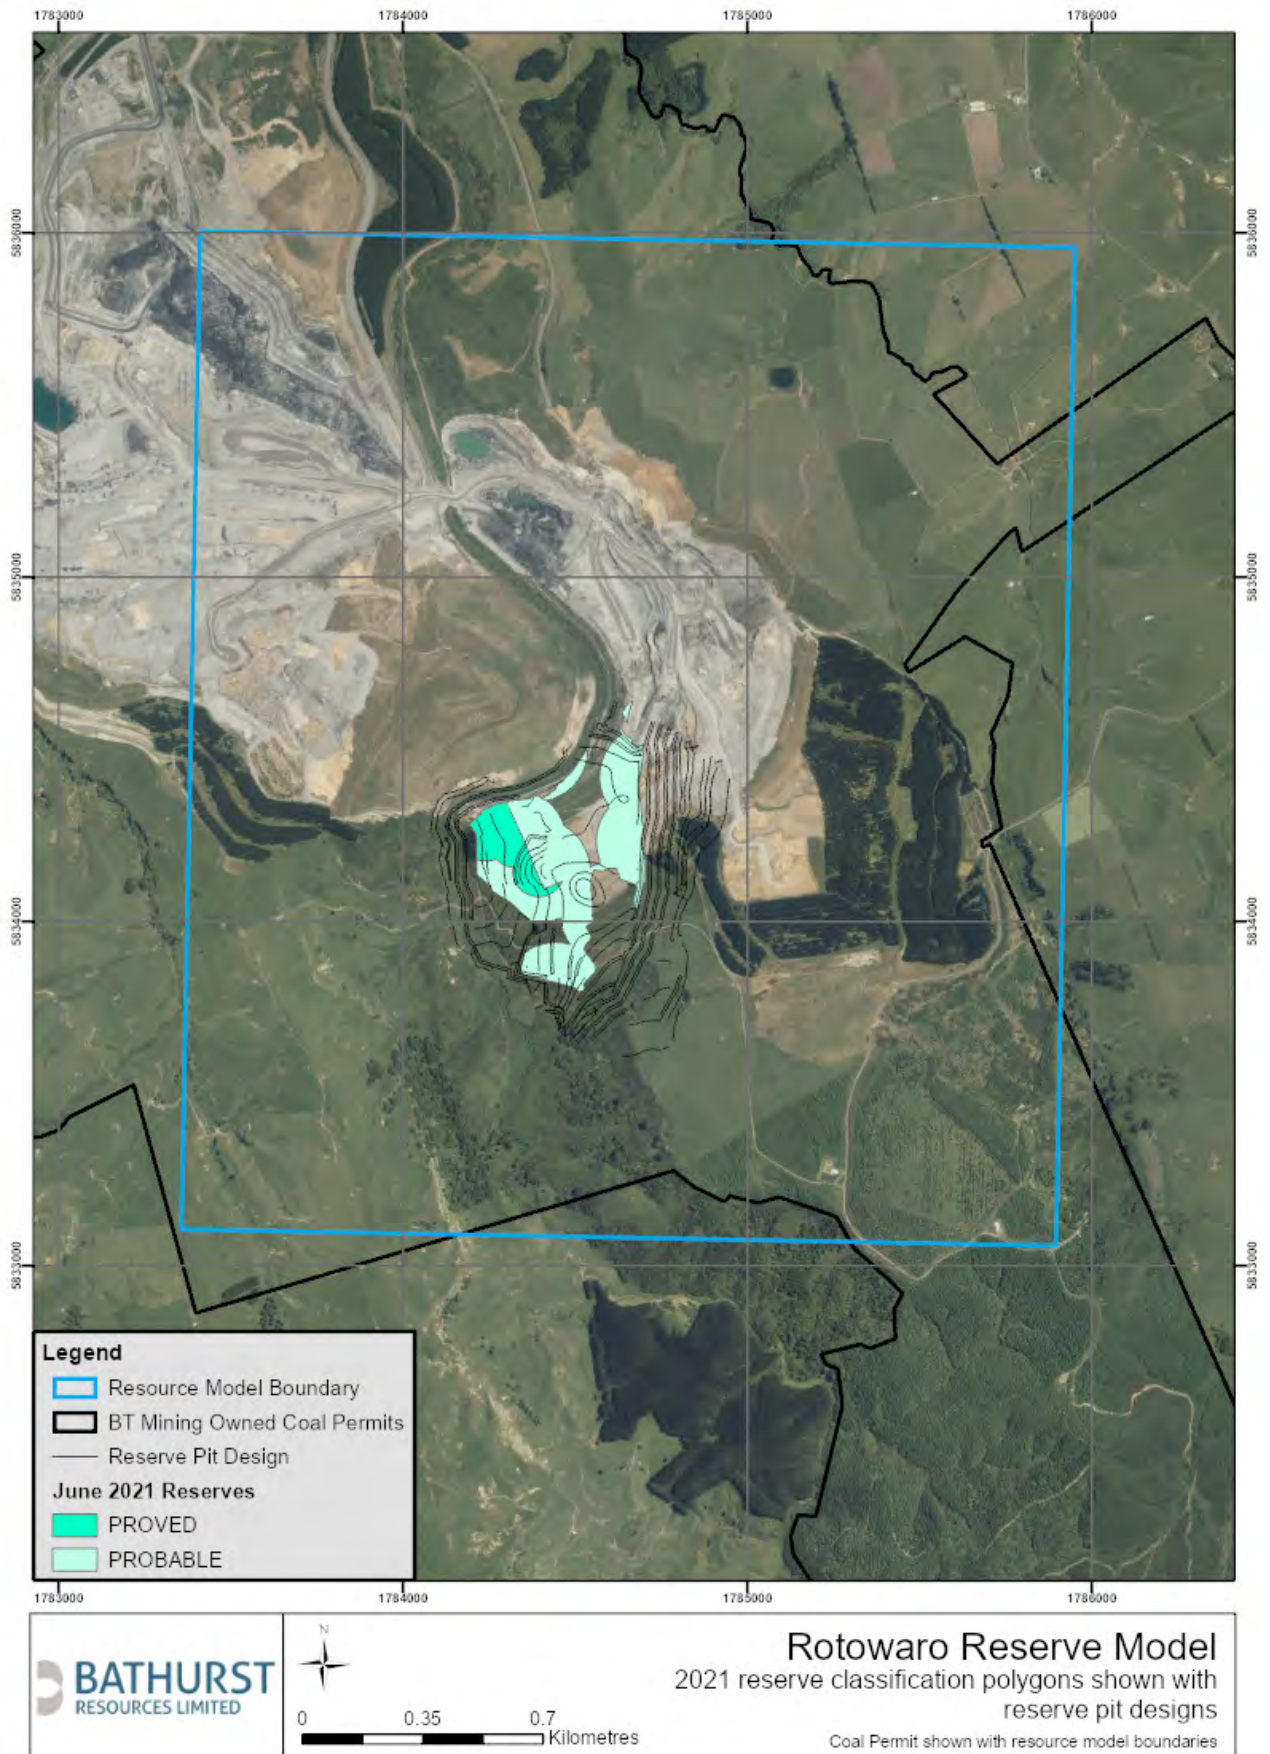 1783000 1784000 1785000 1786000
5836000 5836000
5835000 5835000
5834000 5834000
5833000 5833000
Legend
Resource Model Boundary
BT Mining Owned Coal Permits
Reserve Pit Design
June 2021 Reserves
PROVED
PROBABLE
1783000 1784000 1785000 1786000
BATHURST
RESOURCES LIMITED
N
0 0.35 0.7
Kilometres
Rotowaro Reserve Model
2021 reserve classification polygons shown with
reserve pit designs
Coal Permit shown with resource model boundaries